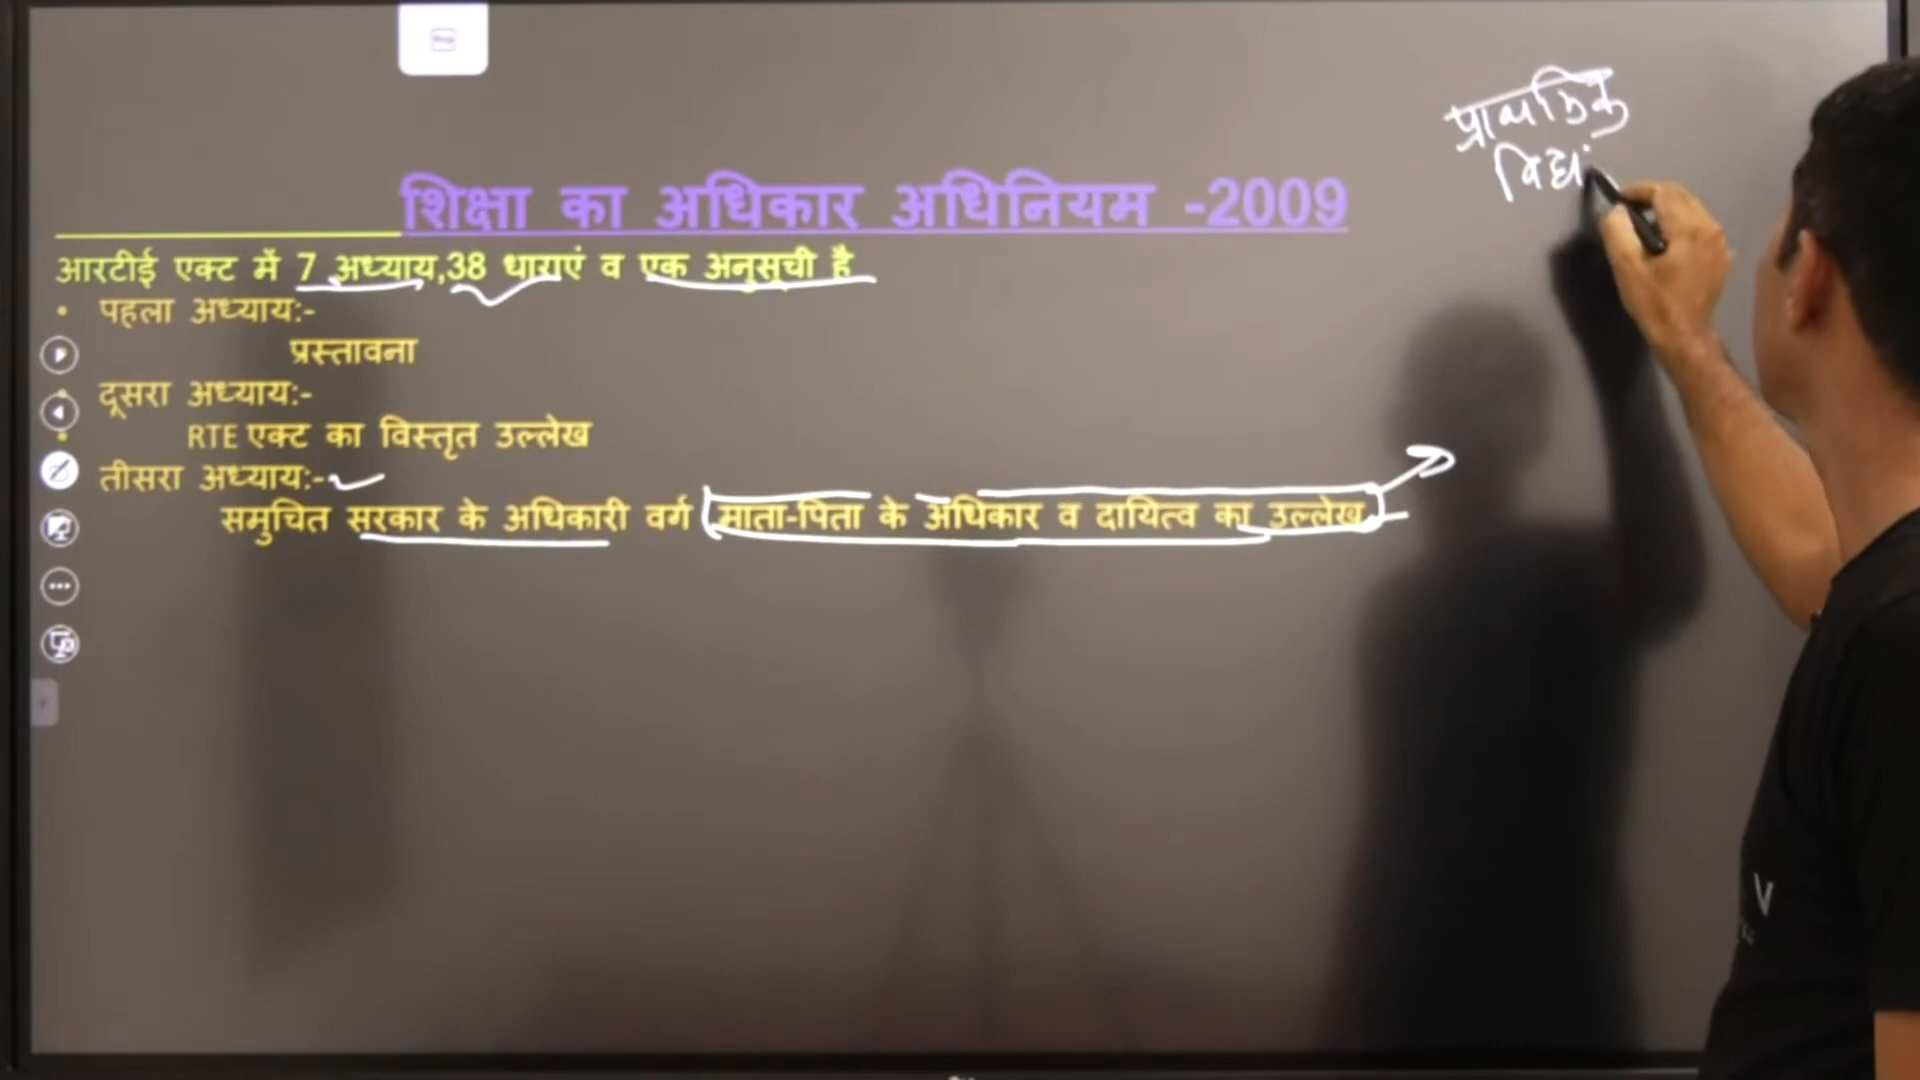 प्राथमिक
शिक्षा का अधिकार अधिनियम -2009
आरटीई एक्ट में 7 अध्याय,38 धाराएं व एक अनुसूची है
• पहला अध्याय:-
प्रस्तावना
• दूसरा अध्याय:-
• RTE एक्ट का विस्तृत उल्लेख
तीसरा अध्याय:-
समुचित सरकार के अधिकारी वर्ग माता-पिता के अधिकार व दायित्व का उल्लेख
V